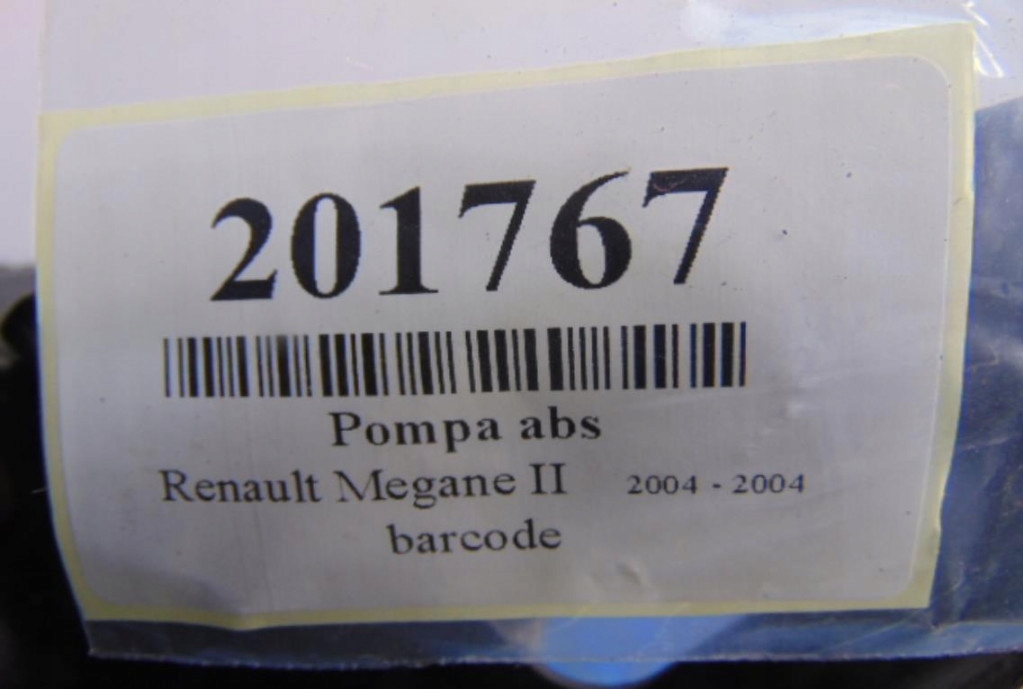 201767
Pompa abs
Renault Megane II 2004 - 2004
barcode